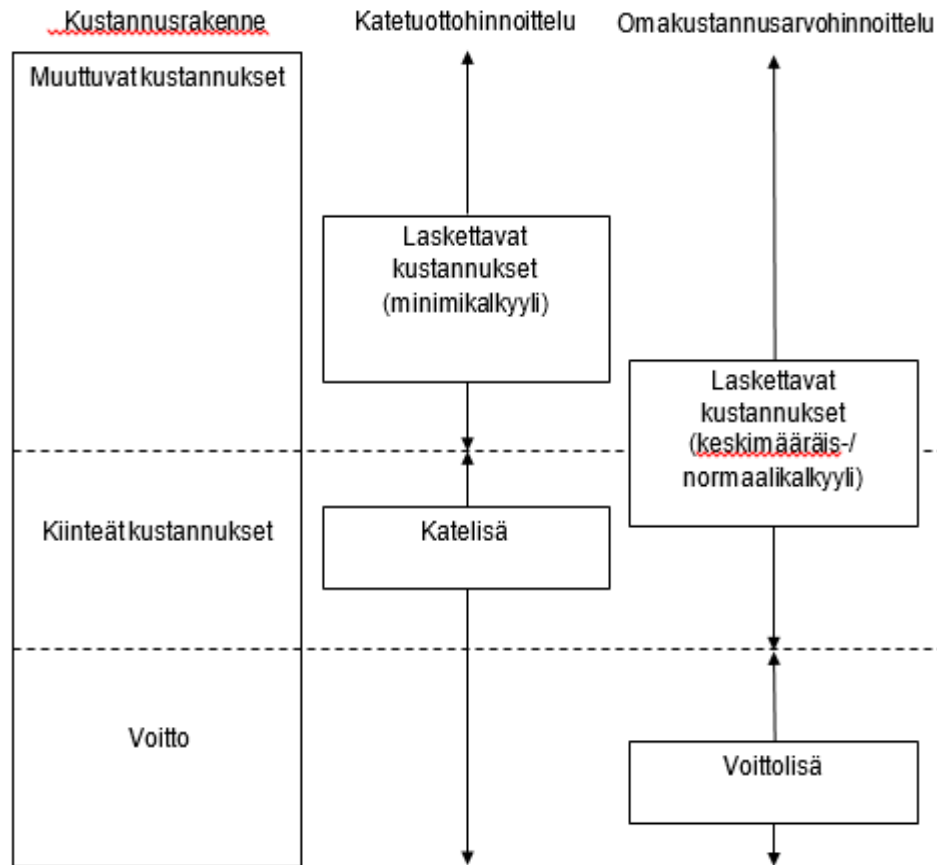 Kustannusrakenne
Katetuottohinnoittelu
Omakustannusarvohinnoittelu
Muuttuvat kustannukset
Laskettavat
kustannukset
(minimikalkyyli)
Laskettavat
kustannukset
(keskimääräis-/
normaalikalkyyli)
Kiinteät kustannukset
Katelisä
Voitto
Voittolisä